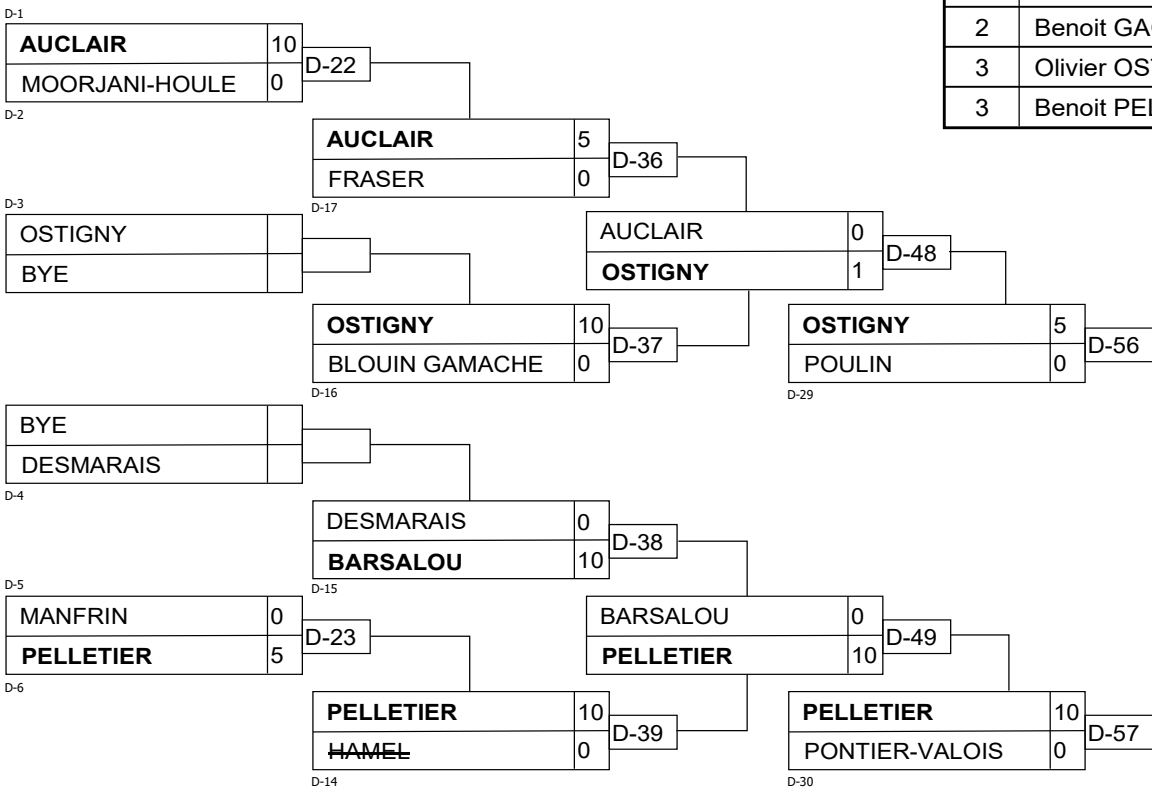 D-1
AUCLAIR 10
MOORJANI-HOULE 0
D-2
D-22
2 Benoit
3 Olivier
3 Benoit
AUCLAIR 5
FRASER 0
D-17
D-36
D-3
OSTIGNY
BYE
AUCLAIR 0
OSTIGNY 1
D-48
OSTIGNY 10
BLOUIN GAMACHE 0
D-16
D-37
OSTIGNY 5
POULIN 0
D-29
D-56
BYE
DESMARAIS
D-4
DESMARAIS 0
BARSALOU 10
D-15
D-38
D-5
MANFRIN 0
PELLETIER 5
D-6
D-23
BARSALOU 0
PELLETIER 10
D-49
PELLETIER 10
HAMEL 0
D-14
D-39
PELLETIER 10
PONTIER-VALOIS 0
D-30
D-57